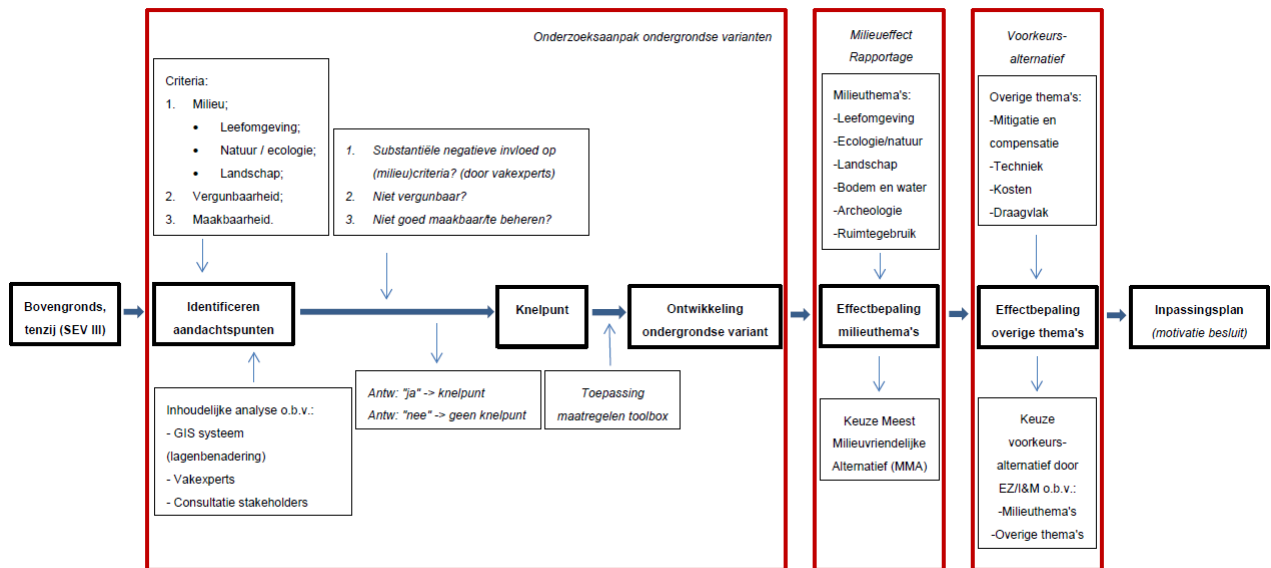 Onderzoeksaanpak ondergrondse varianten
Criteria:
1. Milieu;
• Leefomgeving;
• Natuur / ecologie;
• Landschap;
2. Vergunbaarheid;
3. Maakbaarheid.
1. Substantiële negatieve invloed op
(milieu)criteria? (door vakexperts)
2. Niet vergunbaar?
3. Niet goed maakbaar/te beheren?
Milieueffect
Rapportage
Milieuthema's:
-Leefomgeving
-Ecologie/natuur
-Landschap
-Bodem en water
-Archeologie
-Ruimtegebruik
Voorkeurs-
alternatief
Overige thema's:
-Mitigatie en
compensatie
-Techniek
-Kosten
-Draagvlak
Bovengronds,
tenzij (SEV III)
Identificeren
aandachtspunten
Knelpunt
Ontwikkeling
ondergrondse variant
Effectbepaling
milieuthema's
Effectbepaling
overige thema's
Inpassingsplan
(motivatie besluit)
Inhoudelijke analyse o.b.v.:
- GIS systeem
(lagenbenadering)
- Vakexperts
- Consultatie stakeholders
Antw: "ja" -> knelpunt
Antw: "nee" -> geen knelpunt
Toepassing
maatregelen toolbox
Keuze Meest
Milieuvriendelijke
Alternatief (MMA)
Keuze
voorkeurs-
alternatief door
EZ/I&M o.b.v.:
-Milieuthema's
-Overige thema's